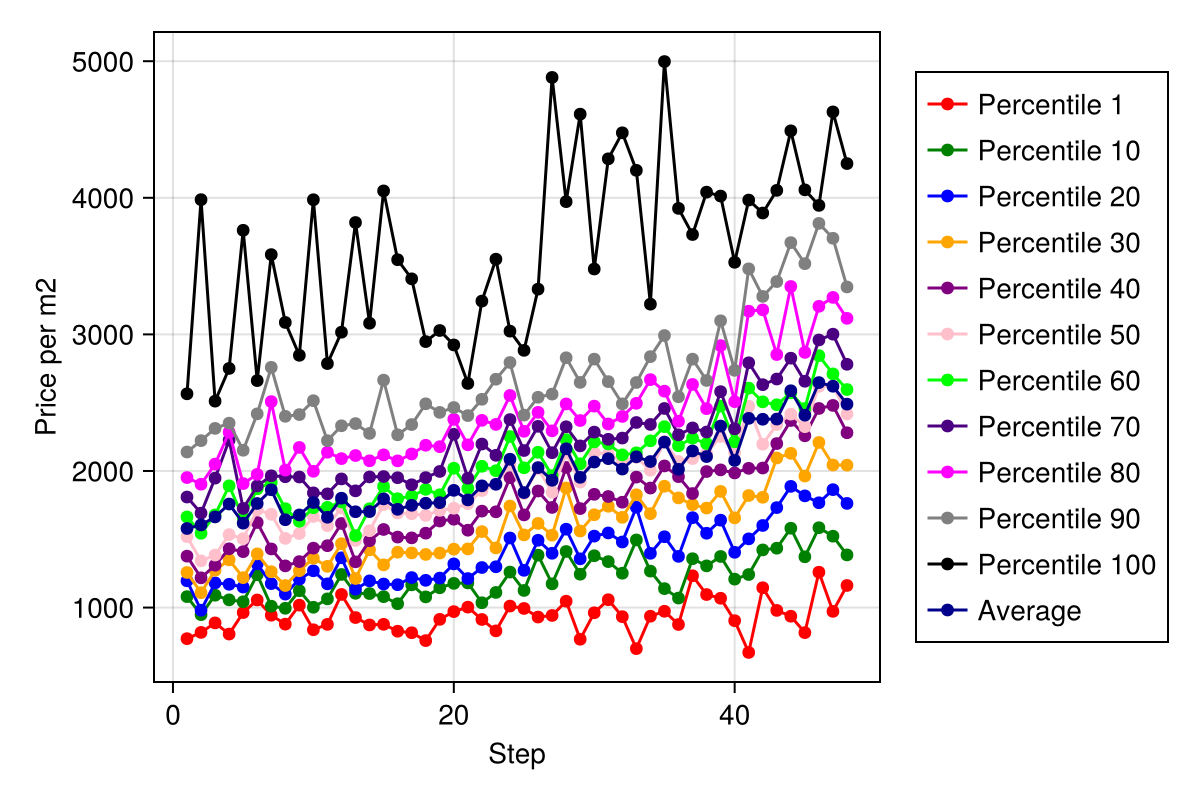 5000
4000
3000
2000
1000
Price per m2
0 20 40
Step
Percentile 1
Percentile 10
Percentile 20
Percentile 30
Percentile 40
Percentile 50
Percentile 60
Percentile 70
Percentile 80
Percentile 90
Percentile 100
Average